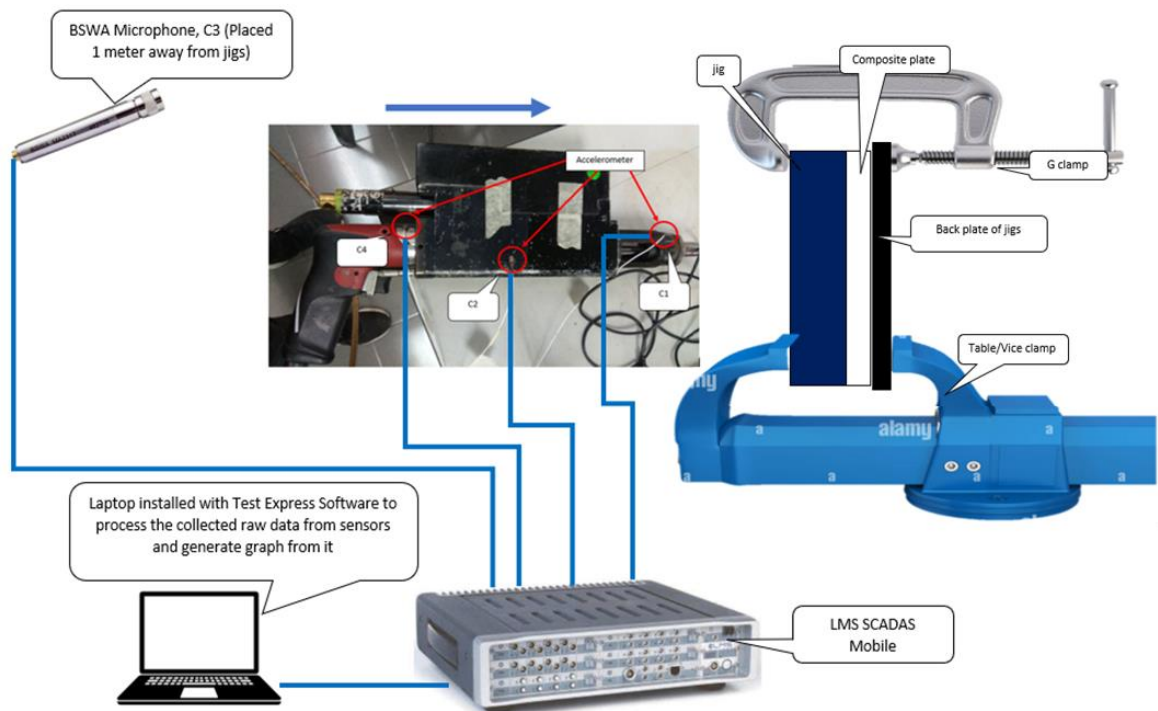 BSWA Microphone, C3 (Placed
1 meter away from jigs)
jig
Composite plate
Accelerometer
G clamp
C4
Back plate of jigs
C2
C1
Table/Vice clamp
alamy
a
alamy
a
a
a
a
Laptop installed with Test Express Software to
process the collected raw data from sensors
and generate graph from it
LMS SCADAS
Mobile